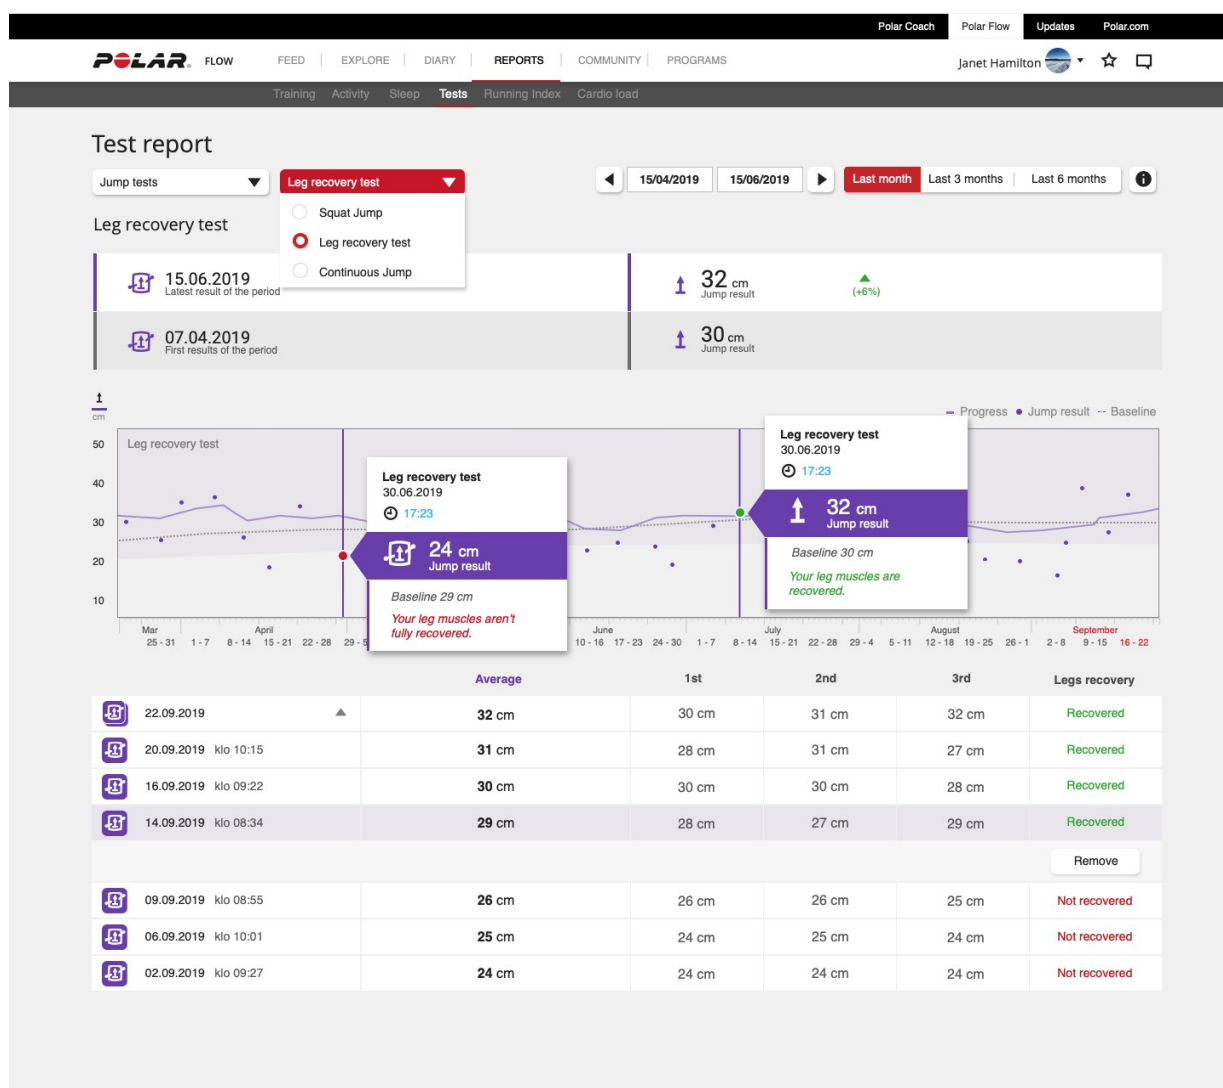 Polar Coach Polar Flow Updates Polar.com
POLAR. FLOW FEED EXPLORE DIARY REPORTS COMMUNITY PROGRAMS Janet Hamilton
Training Activity Sleep Tests Running Index Cardio load
Test report
Jump tests Leg recovery test 15/04/2019 15/06/2019 Last month Last 3 months Last 6 months i
Squat Jump
Leg recovery test
Leg recovery test
Continuous Jump
15.06.2019 32 cm
Latest result of the period Jump result (+6%)
07.04.2019 30 cm
First results of the period Jump result
cm
Progress Jump result -- Baseline
50 Leg recovery test
40
30
20
10
Leg recovery test
30.06.2019
17:23
24 cm
Jump result
Baseline 29 cm
Your leg muscles aren't
fully recovered.
Leg recovery test
30.06.2019
17:23
32 cm
Jump result
Baseline 30 cm
Your leg muscles are
recovered.
Mar April June July August September
25 - 31 1 - 7 8 - 14 15 - 21 22 - 28 29 - 5 10 - 16 17 - 23 24 - 30 1 - 7 8 - 14 15 - 21 22 - 28 29 - 4 5 - 11 12 - 18 19 - 25 26 - 1 2 - 8 9 - 15 16 - 22
Average 1st 2nd 3rd Legs recovery
22.09.2019 32 cm 30 cm 31 cm 32 cm Recovered
20.09.2019 klo 10:15 31 cm 28 cm 31 cm 27 cm Recovered
16.09.2019 klo 09:22 30 cm 30 cm 30 cm 28 cm Recovered
14.09.2019 klo 08:34 29 cm 28 cm 27 cm 29 cm Recovered
Remove
09.09.2019 klo 08:55 26 cm 26 cm 26 cm 25 cm Not recovered
06.09.2019 klo 10:01 25 cm 24 cm 25 cm 24 cm Not recovered
02.09.2019 klo 09:27 24 cm 24 cm 24 cm 24 cm Not recovered